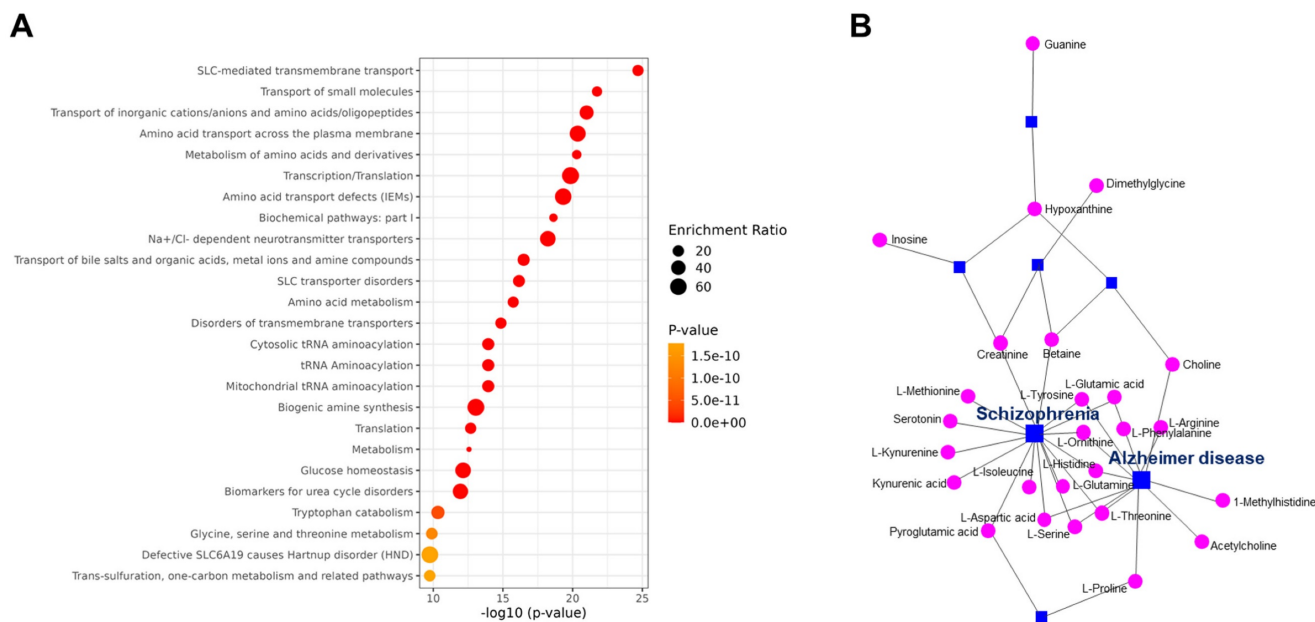 A
SLC-mediated transmembrane transport
Transport of small molecules
Transport of inorganic cations/anions and amino acids/oligopeptides
Amino acid transport across the plasma membrane
Metabolism of amino acids and derivatives
Transcription/Translation
Amino acid transport defects (IEMs)
Biochemical pathways: part I
Na+/Cl- dependent neurotransmitter transporters
Transport of bile salts and organic acids, metal ions and amine compounds
SLC transporter disorders
Amino acid metabolism
Disorders of transmembrane transporters
Cytosolic tRNA aminoacylation
tRNA Aminoacylation
Mitochondrial tRNA aminoacylation
Biogenic amine synthesis
Translation
Metabolism
Glucose homeostasis
Biomarkers for urea cycle disorders
Tryptophan catabolism
Glycine, serine and threonine metabolism
Defective SLC6A19 causes Hartnup disorder (HND)
Trans-sulfuration, one-carbon metabolism and related pathways
10 15 20 25
-log10 (p-value)
Enrichment Ratio
20
40
60
P-value
1.5e-10
1.0e-10
5.0e-11
0.0e+00
B
Guanine
Dimethylglycine
Hypoxanthine
Inosine
Creatinine
Betaine
Choline
L-Glutamic acid
L-Methionine
L-Tyrosine
Schizophrenia
Serotonin
L-Arginine
L-Phenylalanine
L-Ornithine
L-Kynurenine
Alzheimer disease
L-Histidine
L-Isoleucine
Kynurenic acid
L-Glutamine
1-Methylhistidine
L-Aspartic acid
L-Threonine
Pyroglutamic acid
L-Serine
Acetylcholine
L-Proline